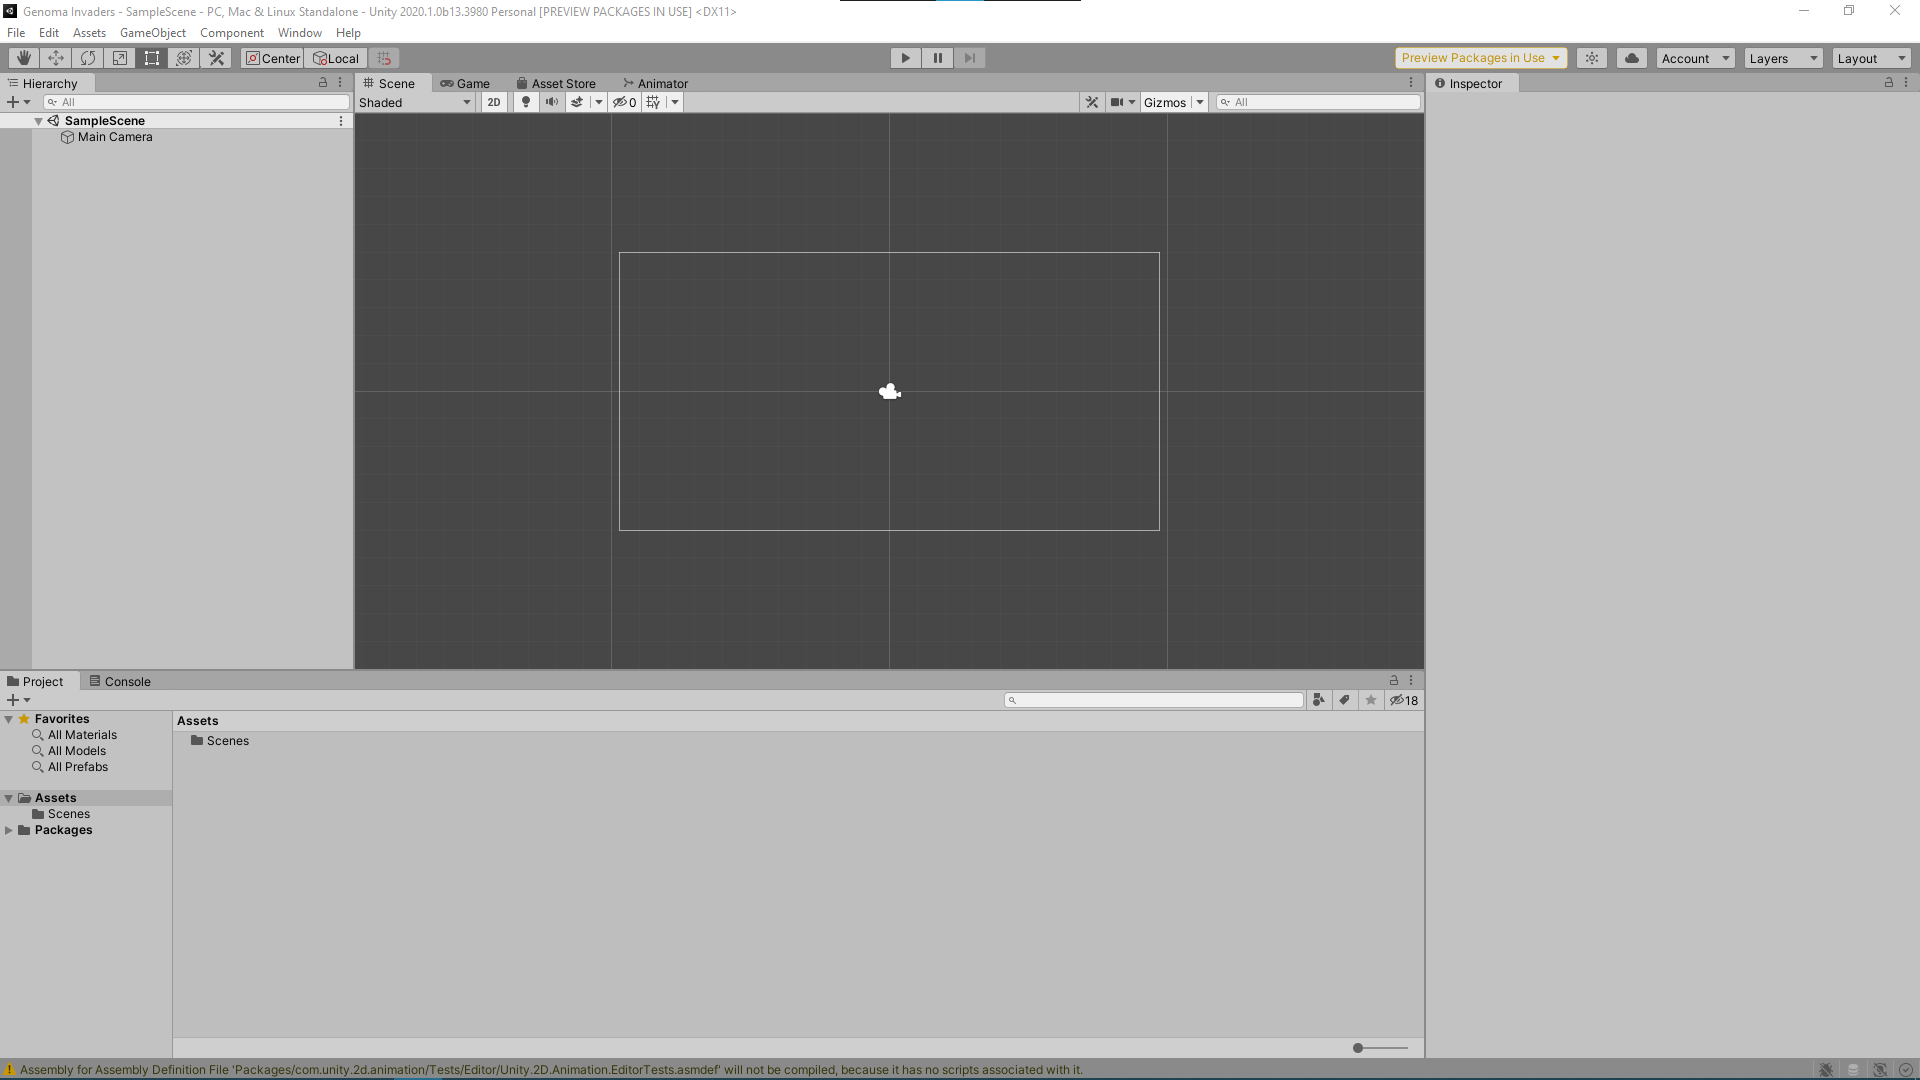 Genoma Invaders - SampleScene - PC, Mac & Linux Standalone - Unity 2020.1.0b13.3980 Personal [PREVIEW PACKAGES IN USE] <DX11>
File Edit Assets GameObject Component Window Help
Center Local Preview Packages in Use Account Layers Layout
Hierarchy Scene Game Asset Store Animator Inspector
All Shaded 2D 0 Gizmos All
SampleScene
Main Camera
Project Console
18
Favorites Assets
All Materials Scenes
All Models
All Prefabs
Assets
Scenes
Packages
Assembly for Assembly Definition File 'Packages/com.unity.2d.animation/Tests/Editor/Unity.2D.Animation.EditorTests.asmdef' will not be compiled, because it has no scripts associated with it.